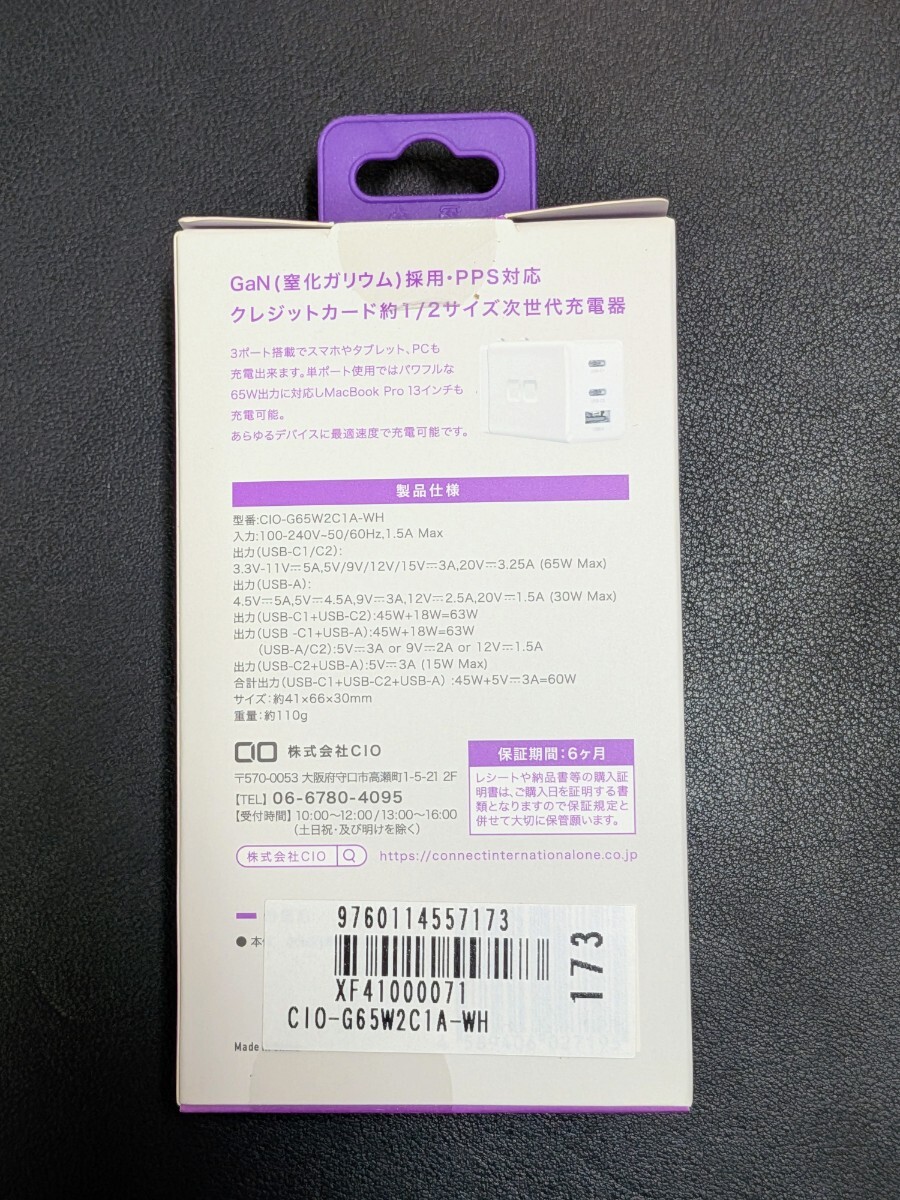 GaN(窒化ガリウム)採用・PPS対応
クレジットカード約1/2サイズ次世代充電器
3ポート搭載でスマホやタブレット、PCも
充電出来ます。単ポート使用ではパワフルな
65W出力に対応しMacBook Pro 13インチも
充電可能。
あらゆるデバイスに最適速度で充電可能です。
製品仕様
型番:CIO-G65W2C1A-WH
入力:100-240V~50/60Hz,1.5A Max
出力(USB-C1/C2):
3.3V-11V⎓5A,5V/9V/12V/15V⎓3A,20V⎓3.25A (65W Max)
出力(USB-A):
4.5V⎓5A,5V⎓4.5A,9V⎓3A,12V⎓2.5A,20V⎓1.5A (30W Max)
出力(USB-C1+USB-C2):45W+18W=63W
出力(USB -C1+USB-A):45W+18W=63W
(USB-A/C2):5V⎓3A or 9V⎓2A or 12V⎓1.5A
出力(USB-C2+USB-A):5V⎓3A (15W Max)
合計出力(USB-C1+USB-C2+USB-A) :45W+5V⎓3A=60W
サイズ:約41×66×30mm
重量:約110g
株式会社CIO
〒570-0053 大阪府守口市高瀬町1-5-21 2F
【TEL】06-6780-4095
【受付時間】10:00～12:00/13:00～16:00
(土日祝・及び明けを除く)
保証期間:6ヶ月
レシートや納品書等の購入証
明書は、ご購入日を証明する書
類となりますので保証規定と
併せて大切に保管願います。
株式会社CIO
https://connectinternationalone.co.jp
● 本
9760114557173
XF41000071
CIO-G65W2C1A-WH
173
Made